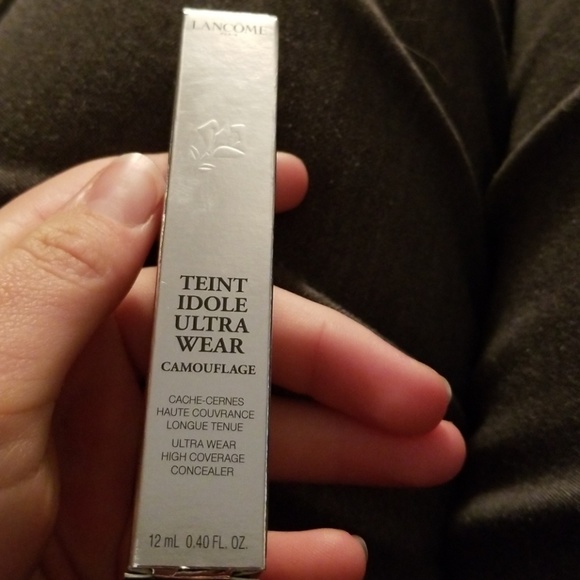 LANCÔME
TEINT
IDOLE
ULTRA
WEAR
CAMOUFLAGE
CACHE-CERNES
HAUTE COUVRANCE
LONGUE TENUE
ULTRA WEAR
HIGH COVERAGE
CONCEALER
12 mL 0.40 FL. OZ.